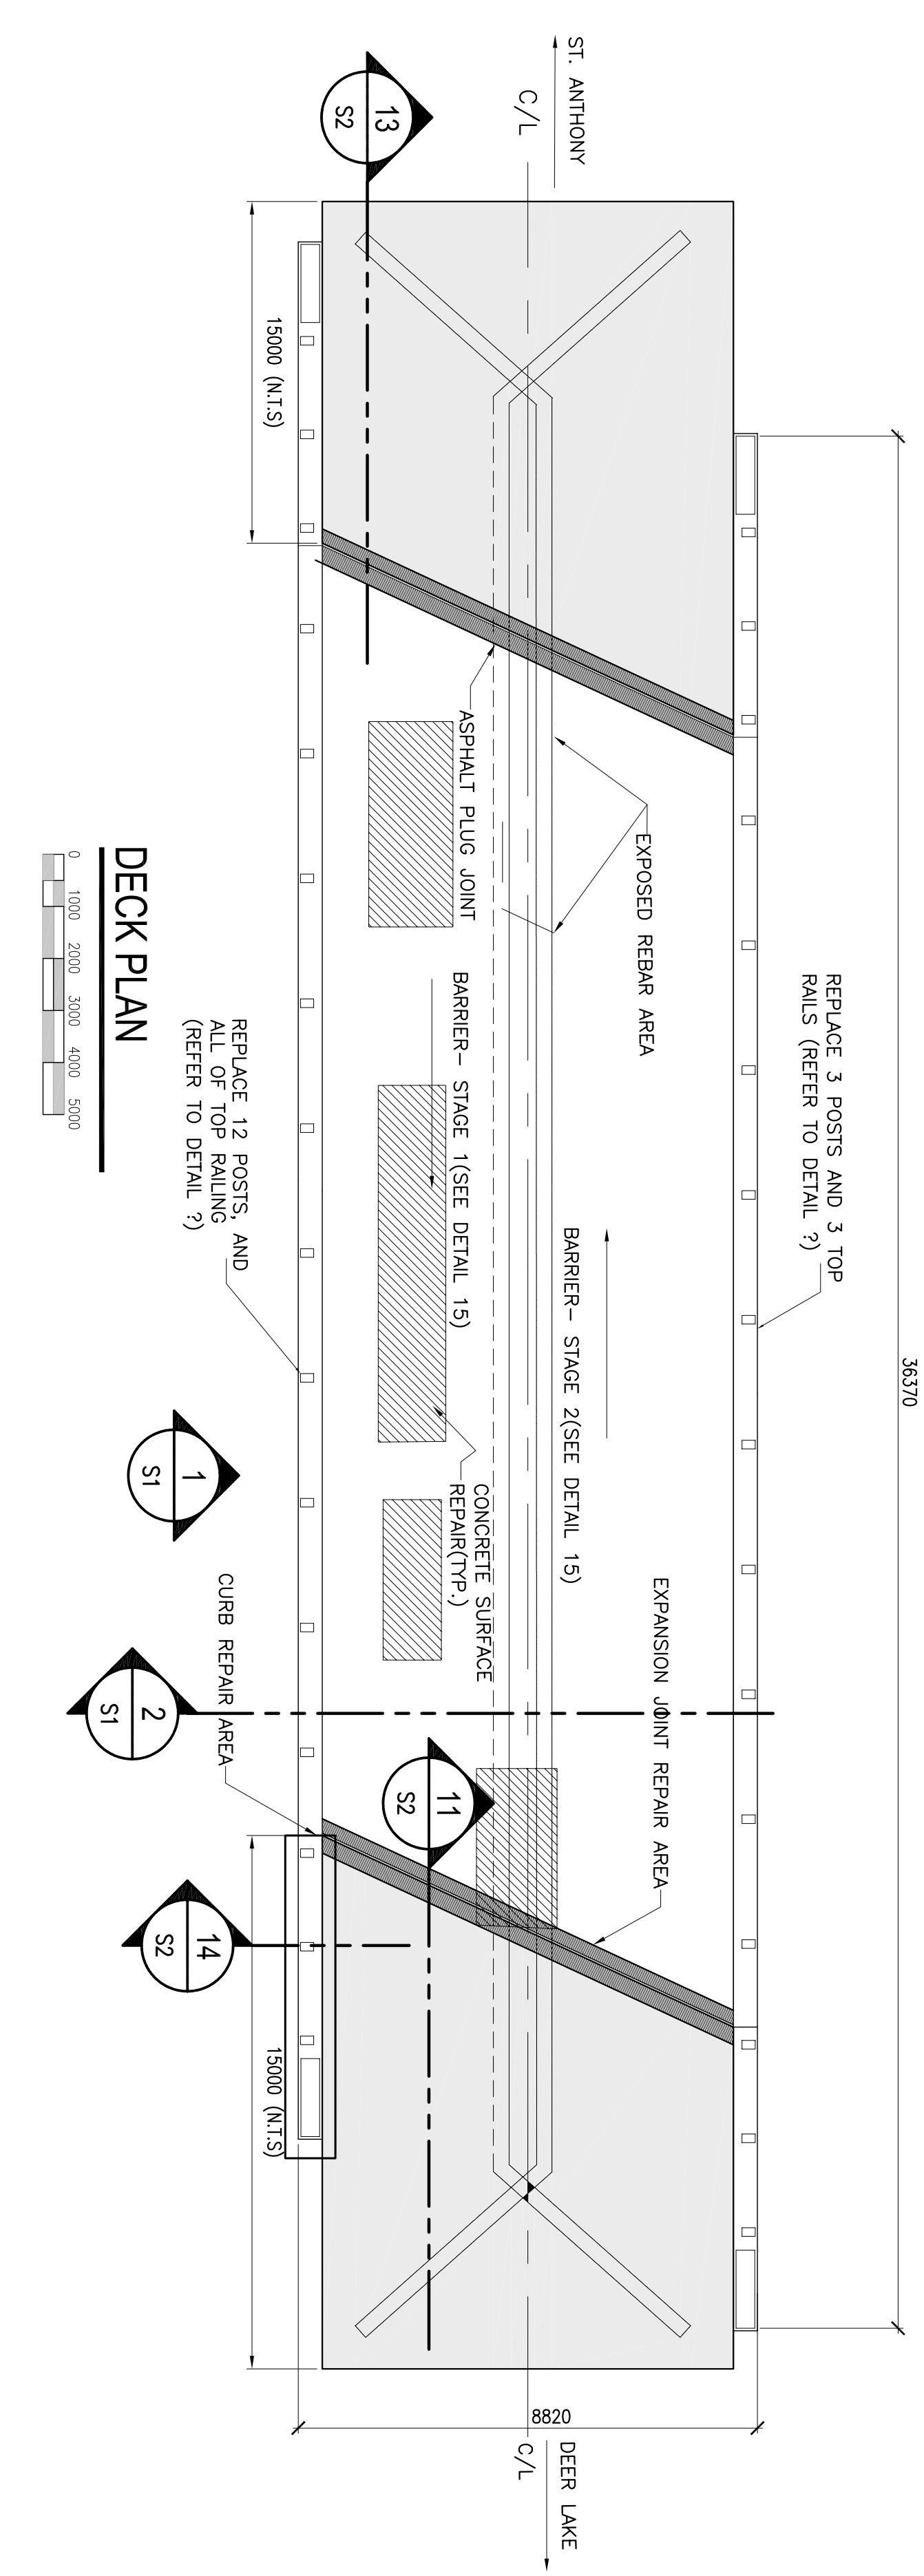 36370
REPLACE 3 POSTS AND 3 TOP
RAILS (REFER TO DETAIL ?)
ST. ANTHONY
C/L
EXPOSED REBAR AREA
BARRIER- STAGE 2(SEE DETAIL 15)
EXPANSION JOINT REPAIR AREA
8820
DEER LAKE
C/L
ASPHALT PLUG JOINT
BARRIER- STAGE 1(SEE DETAIL 15)
CONCRETE SURFACE
REPAIR(TYP.)
13
S2
11
S2
15000 (N.T.S)
15000 (N.T.S)
REPLACE 12 POSTS, AND
ALL OF TOP RAILING
(REFER TO DETAIL ?)
CURB REPAIR AREA
1
S1
2
S1
14
S2
DECK PLAN
0 1000 2000 3000 4000 5000